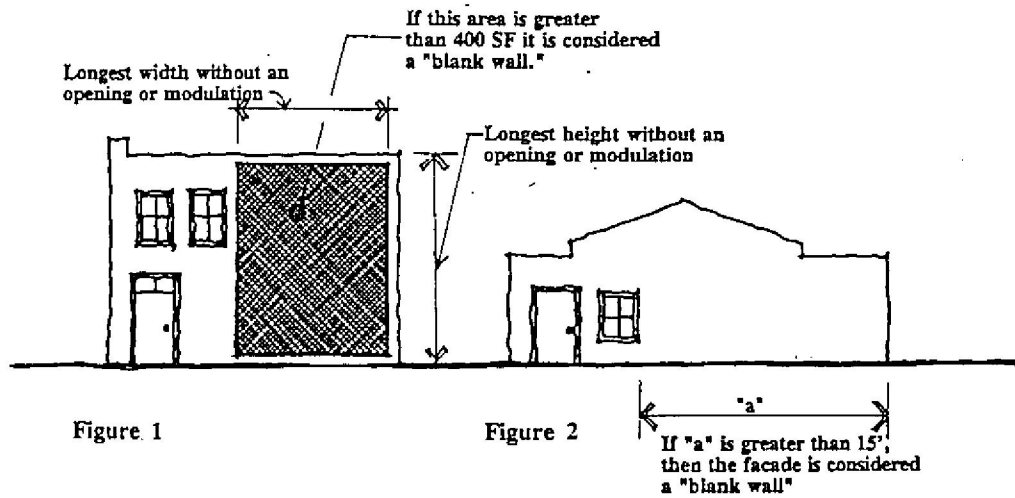 If this area is greater
than 400 SF it is considered
a "blank wall."
Longest width without an
opening or modulation
Longest height without an
opening or modulation
d
Figure 1
Figure 2
"a"
If "a" is greater than 15',
then the facade is considered
a "blank wall"